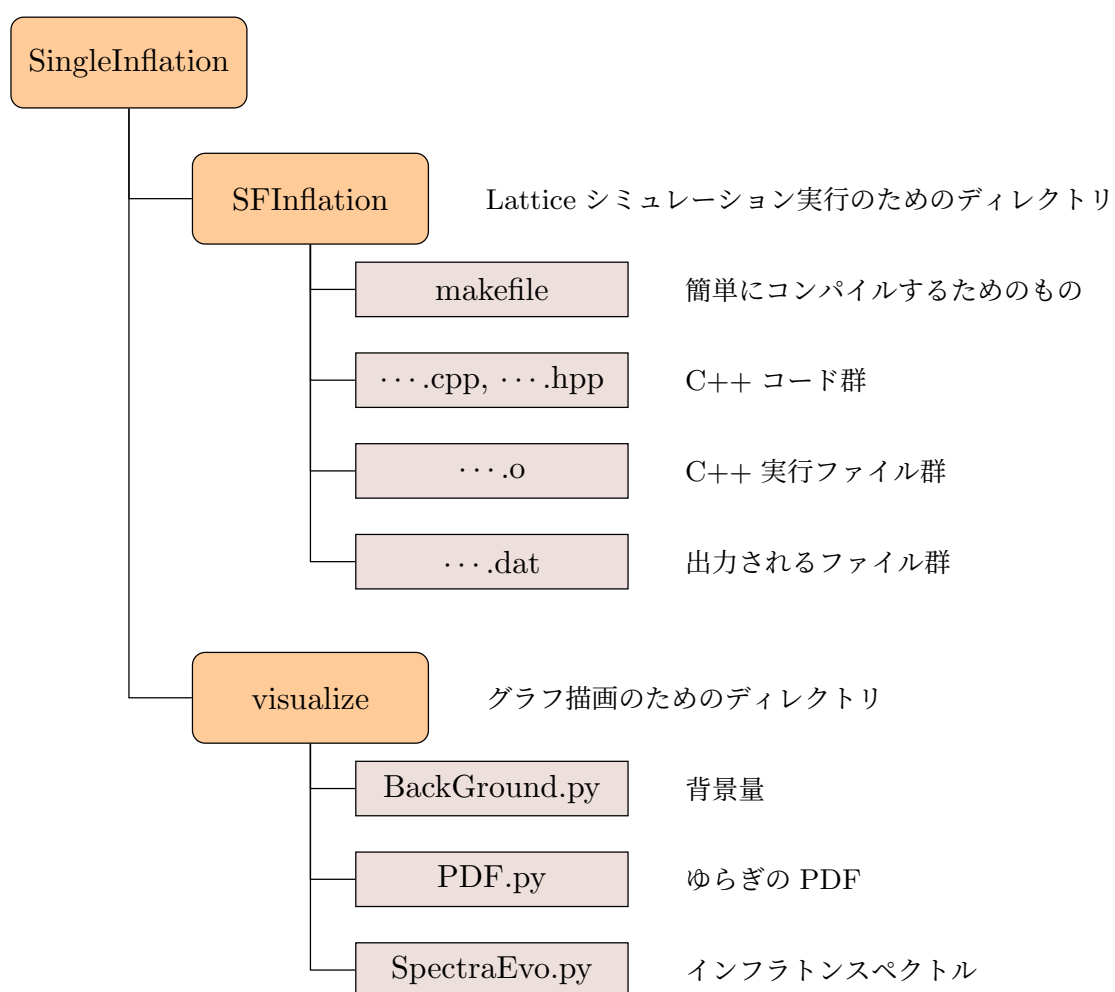 SingleInflation
SFInflation Lattice シミュレーション実行のためのディレクトリ
makefile 簡単にコンパイルするためのもの
⋯.cpp, ⋯.hpp C++ コード群
⋯.o C++ 実行ファイル群
⋯.dat 出力されるファイル群
visualize グラフ描画のためのディレクトリ
BackGround.py 背景量
PDF.py ゆらぎの PDF
SpectraEvo.py インフラトンスペクトル